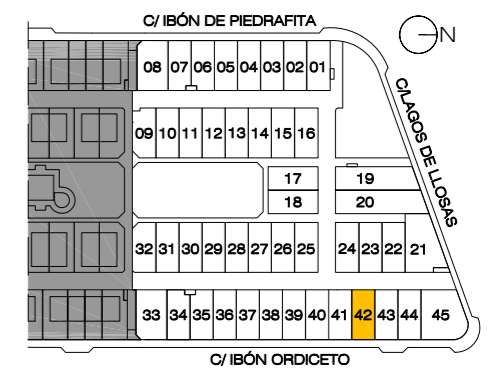 C/ IBÓN DE PIEDRAFITA
N
08 07 06 05 04 03 02 01
C/LAGOS DE LLOSAS
09 10 11 12 13 14 15 16
17 19
18 20
32 31 30 29 28 27 26 25 24 23 22 21
33 34 35 36 37 38 39 40 41 42 43 44 45
C/ IBÓN ORDICETO